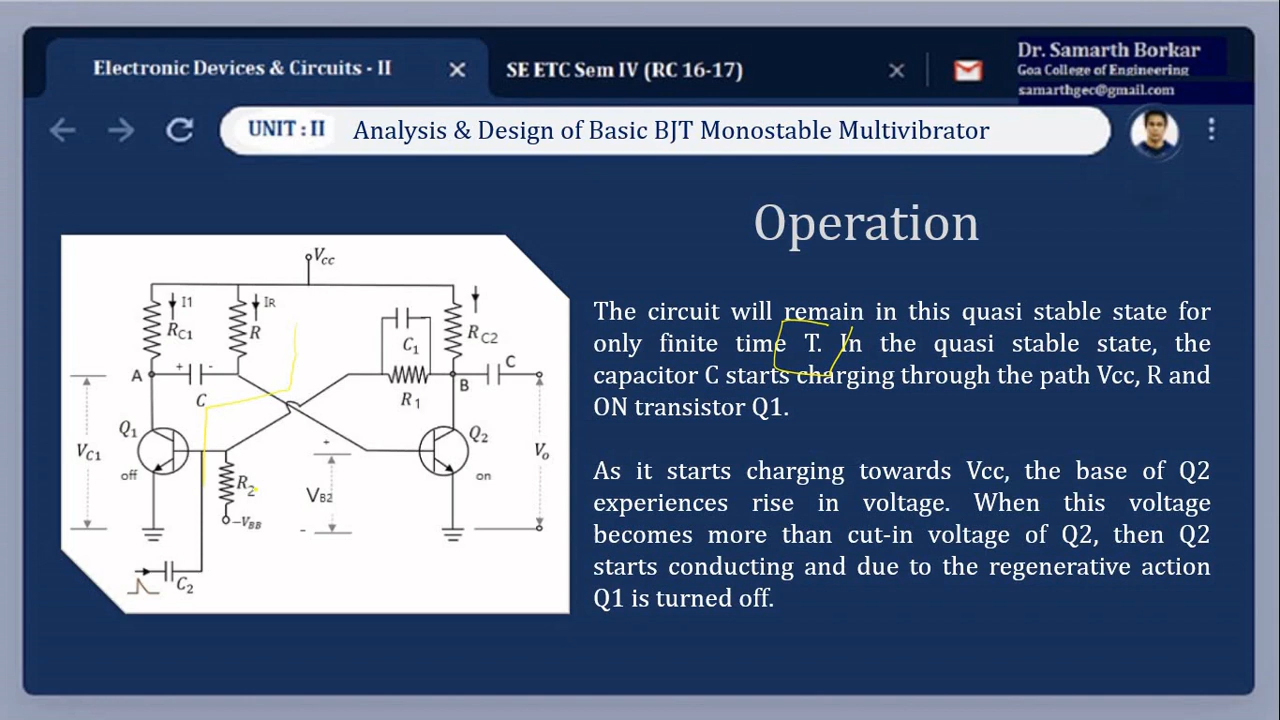 Electronic Devices & Circuits - II
SE ETC Sem IV (RC 16-17)
Dr. Samarth Borkar
Goa College of Engineering
samarthgec@gmail.com
UNIT : II Analysis & Design of Basic BJT Monostable Multivibrator
Operation
The circuit will remain in this quasi stable state for
only finite time T. In the quasi stable state, the
capacitor C starts charging through the path Vcc, R and
ON transistor Q1.
As it starts charging towards Vcc, the base of Q2
experiences rise in voltage. When this voltage
becomes more than cut-in voltage of Q2, then Q2
starts conducting and due to the regenerative action
Q1 is turned off.
Vcc
I1 IR
RC1 R C1 RC2
A + - C
C R1 B
Q1 Q2
VC1 + Vo
off R2 on
VB2
-VBB -
C2